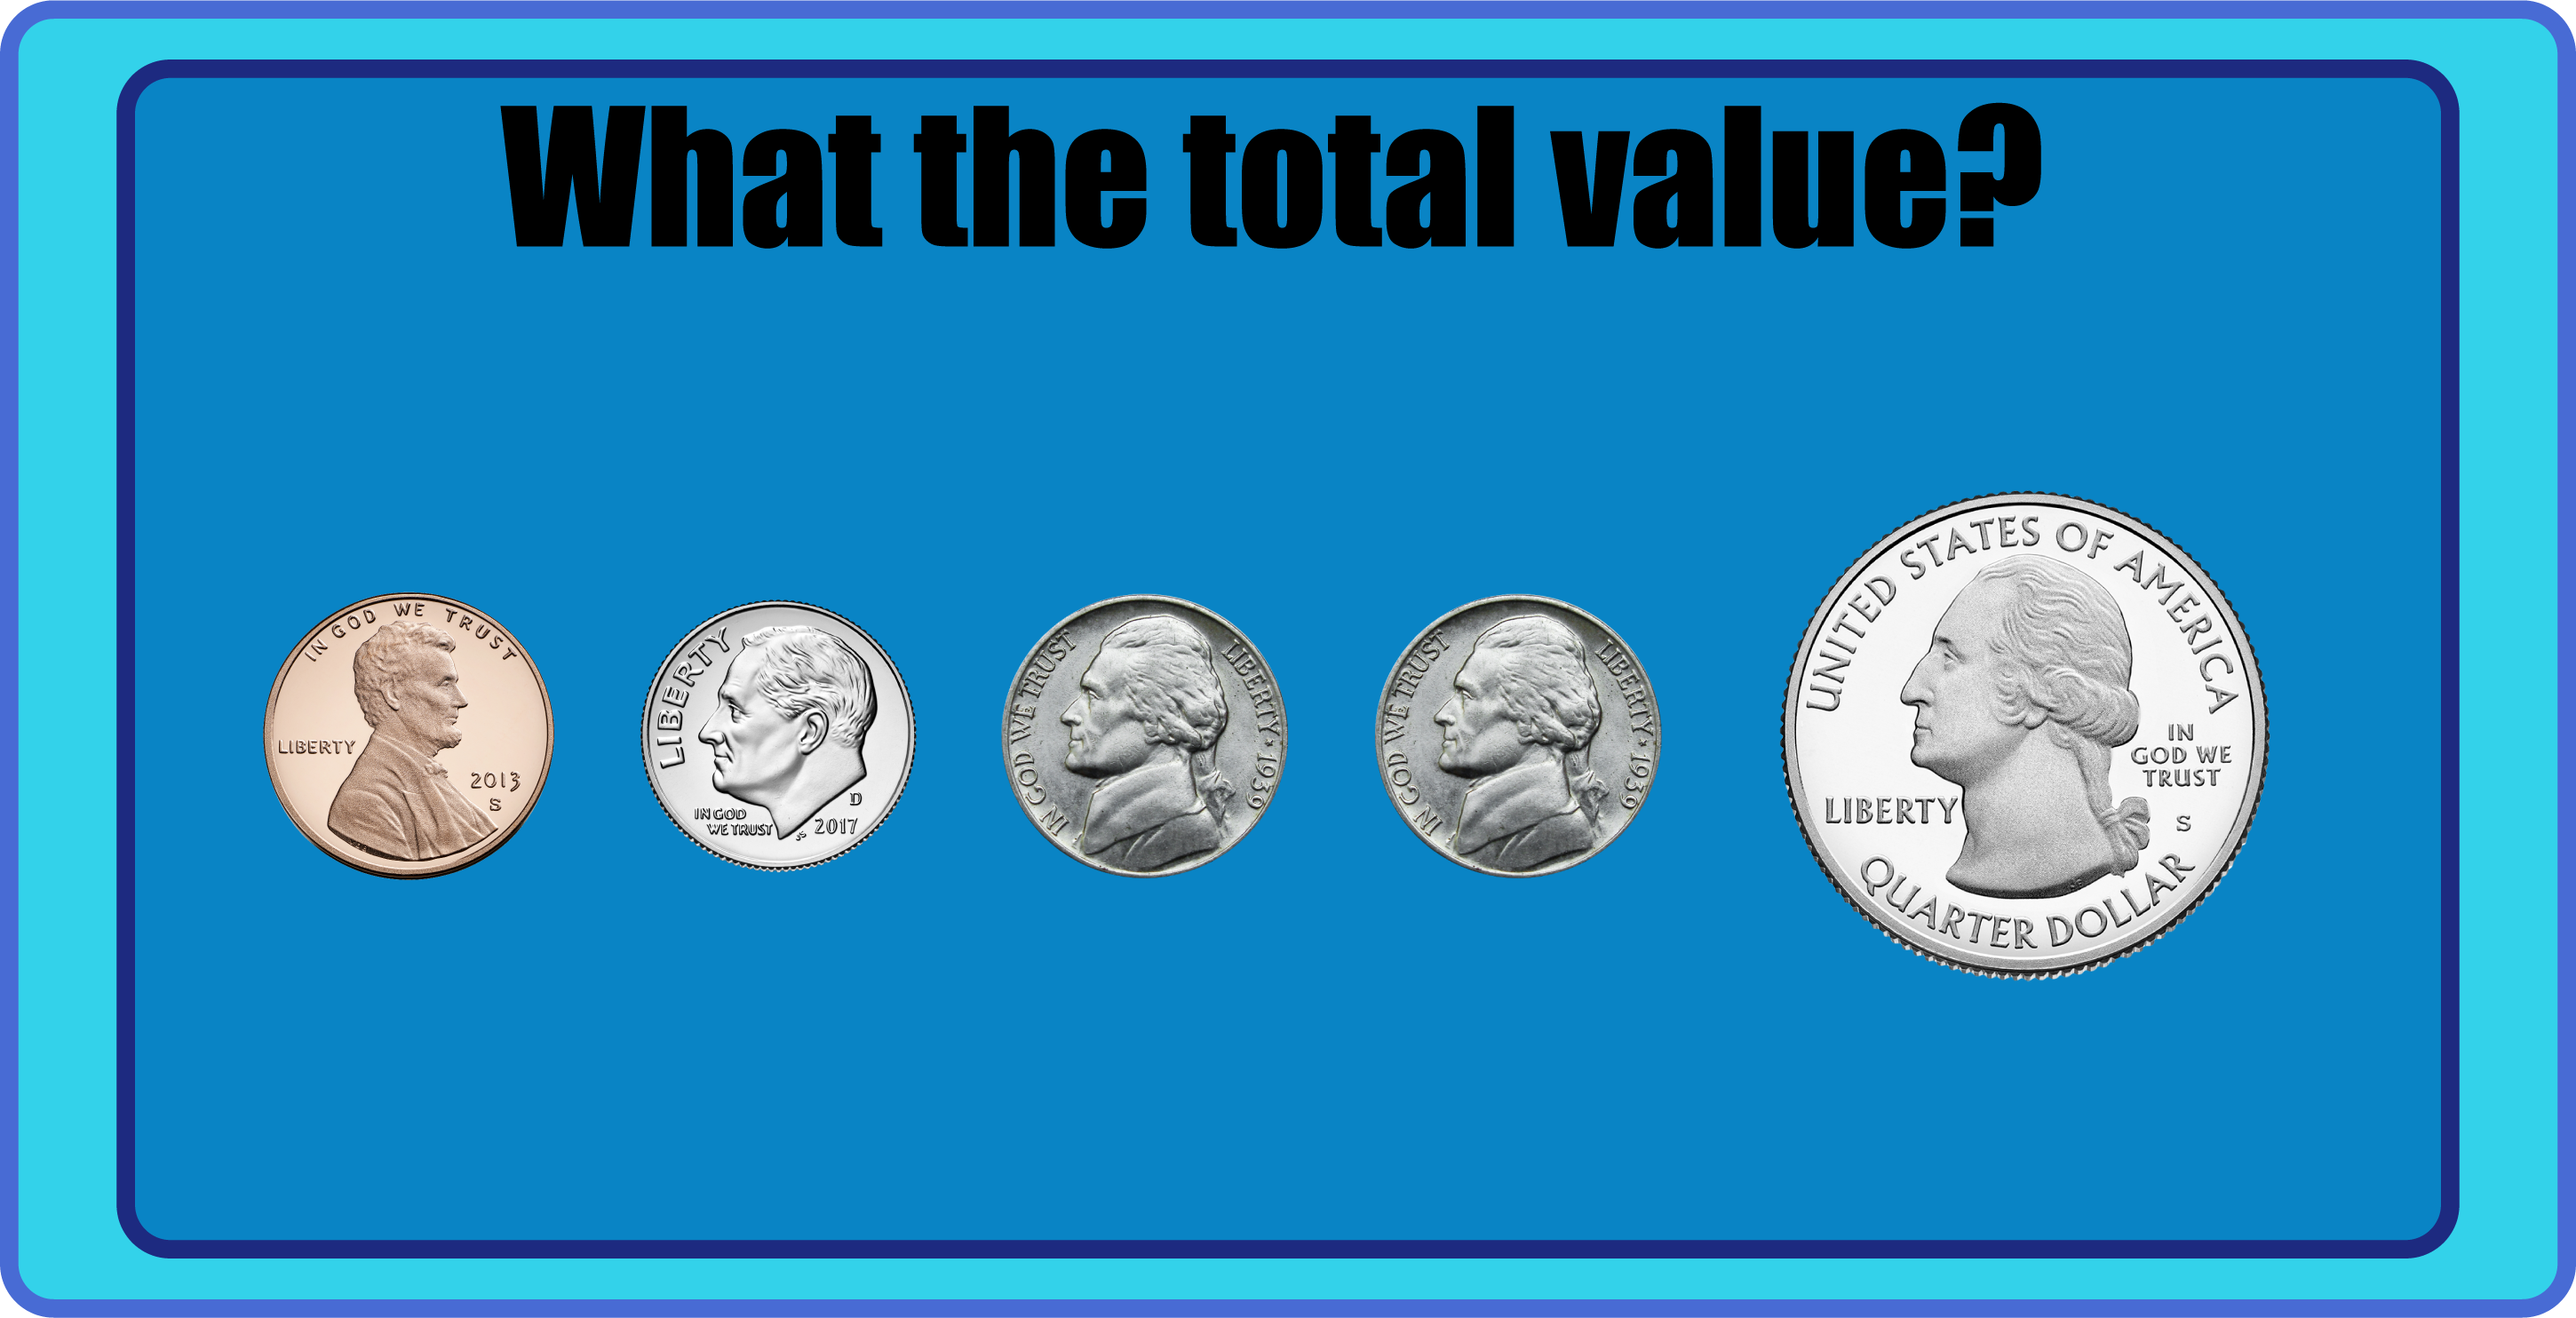 What the total value?
IN GOD WE TRUST
LIBERTY
2013
S
LIBERTY
IN GOD
WE TRUST
JS
2017
D
IN GOD WE TRUST
LIBERTY ★ 1939
IN GOD WE TRUST
LIBERTY ★ 1939
UNITED STATES OF AMERICA
LIBERTY
IN
GOD WE
TRUST
S
QUARTER DOLLAR